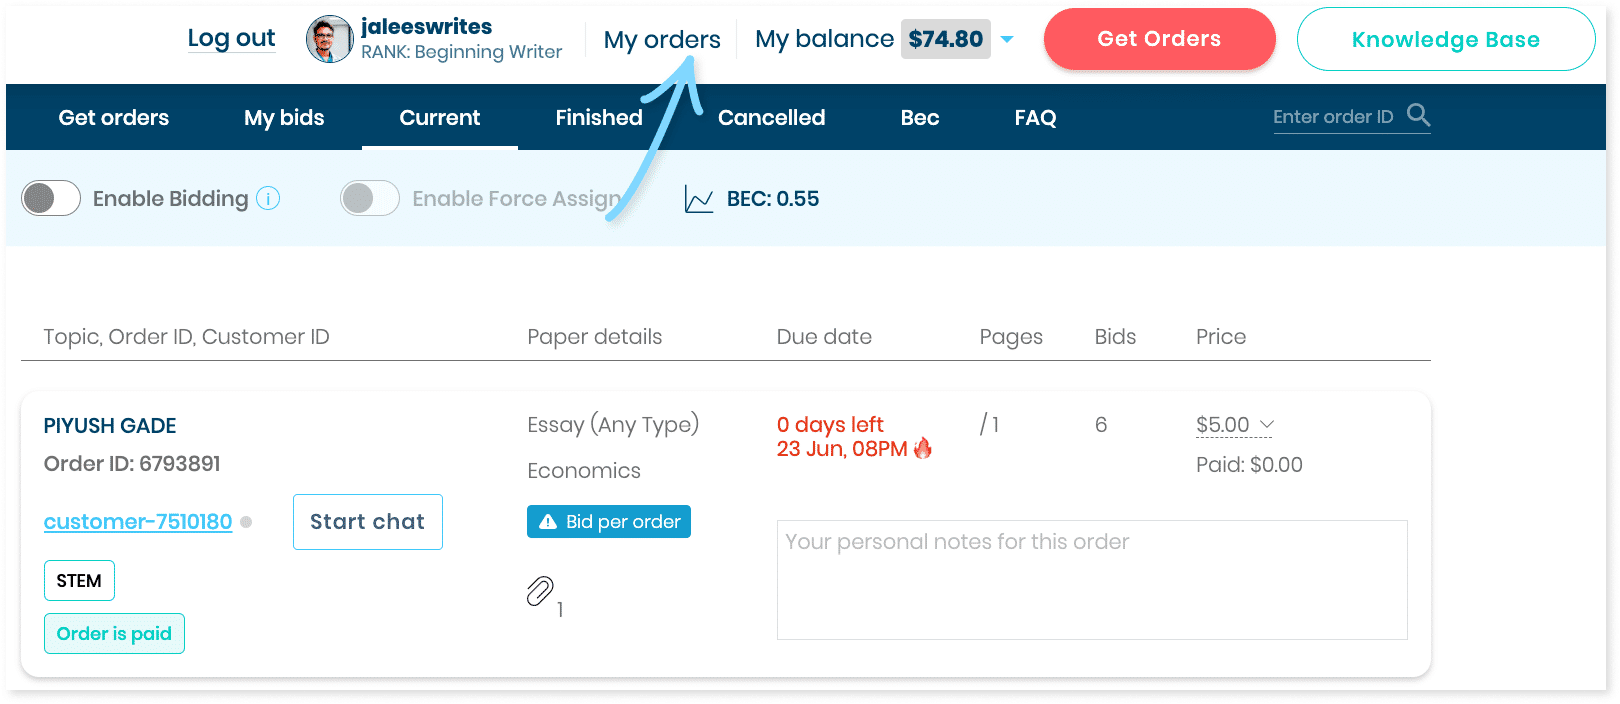 Log out
jaleeswrites
RANK: Beginning Writer
My orders
My balance $74.80
Get Orders
Knowledge Base
Get orders My bids Current Finished Cancelled Bec FAQ Enter order ID
Enable Bidding i Enable Force Assign BEC: 0.55
Topic, Order ID, Customer ID Paper details Due date Pages Bids Price
PIYUSH GADE
Order ID: 6793891
customer-7510180
Start chat
STEM
Order is paid
Essay (Any Type)
Economics
Bid per order
1
0 days left
23 Jun, 08PM
/ 1
6
$5.00
Paid: $0.00
Your personal notes for this order